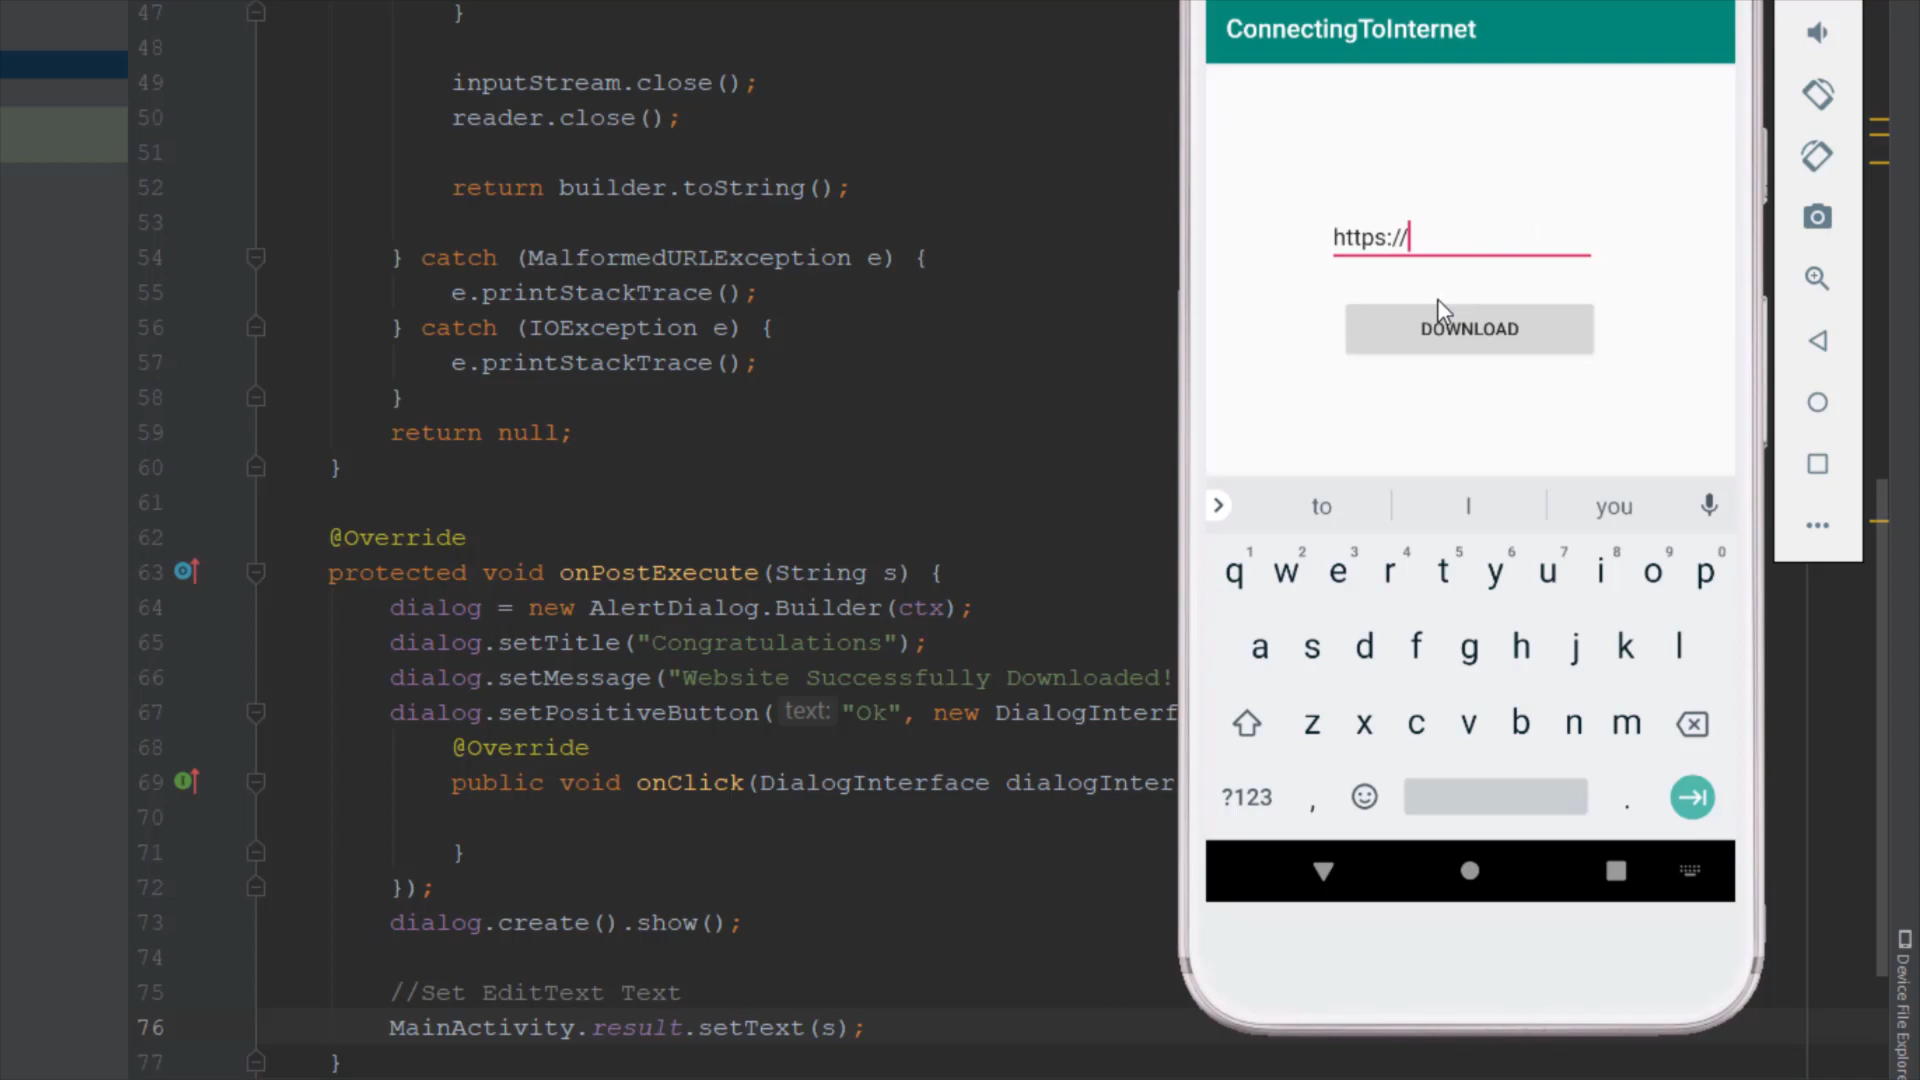 47 }
48
49 inputStream.close();
50 reader.close();
51
52 return builder.toString();
53
54 } catch (MalformedURLException e) {
55 e.printStackTrace();
56 } catch (IOException e) {
57 e.printStackTrace();
58 }
59 return null;
60 }
61
62 @Override
63 protected void onPostExecute(String s) {
64 dialog = new AlertDialog.Builder(ctx);
65 dialog.setTitle("Congratulations");
66 dialog.setMessage("Website Successfully Downloaded!
67 dialog.setPositiveButton( text: "Ok", new DialogInterf
68 @Override
69 public void onClick(DialogInterface dialogInter
70
71 }
72 });
73 dialog.create().show();
74
75 //Set EditText Text
76 MainActivity.result.setText(s);
77 }
ConnectingToInternet
https://
DOWNLOAD
to I you
1 2 3 4 5 6 7 8 9 0
q w e r t y u i o p
a s d f g h j k l
z x c v b n m
?123 , .
Device File Explore